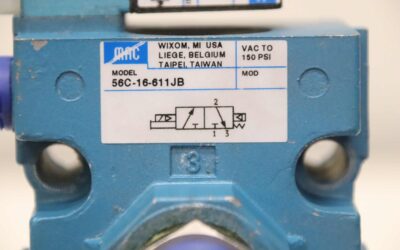 MAC
WIXOM, MI USA
LIEGE, BELGIUM
TAIPEI, TAIWAN
VAC TO
150 PSI
MODEL
56C-16-611JB
MOD
2
1 3
3